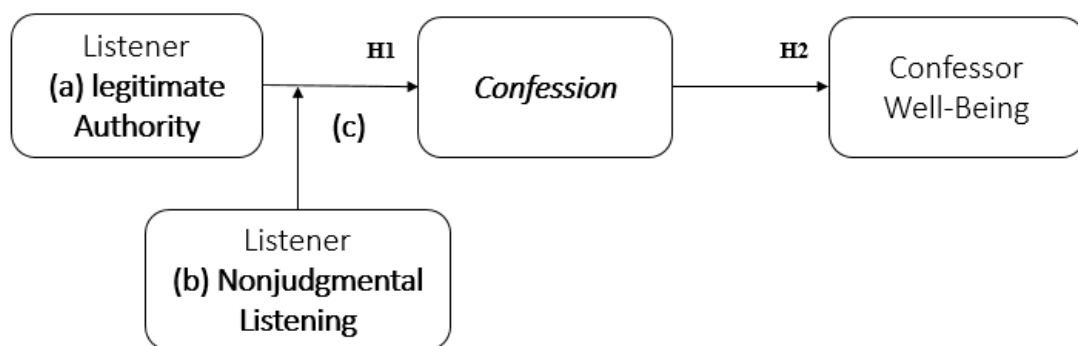 Listener
(a) legitimate
Authority
H1
(c)
Confession
H2
Confessor
Well-Being
Listener
(b) Nonjudgmental
Listening